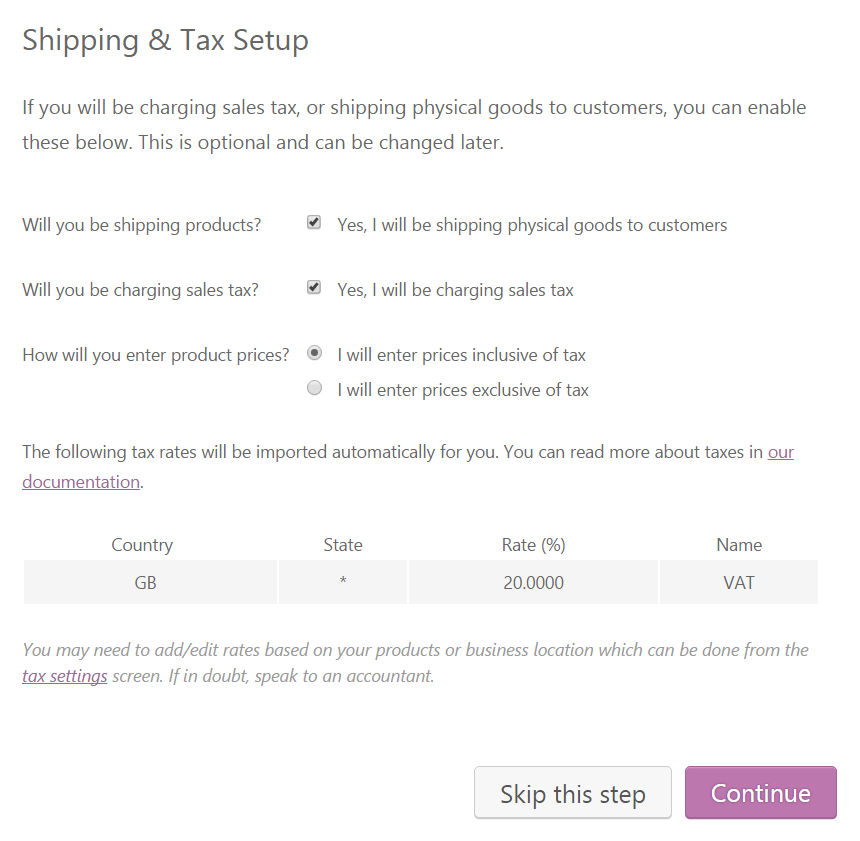 Shipping & Tax Setup
If you will be charging sales tax, or shipping physical goods to customers, you can enable
these below. This is optional and can be changed later.
Will you be shipping products? Yes, I will be shipping physical goods to customers
Will you be charging sales tax? Yes, I will be charging sales tax
How will you enter product prices? I will enter prices inclusive of tax
I will enter prices exclusive of tax
The following tax rates will be imported automatically for you. You can read more about taxes in our
documentation.
Country State Rate (%) Name
GB * 20.0000 VAT
You may need to add/edit rates based on your products or business location which can be done from the
tax settings screen. If in doubt, speak to an accountant.
Skip this step Continue